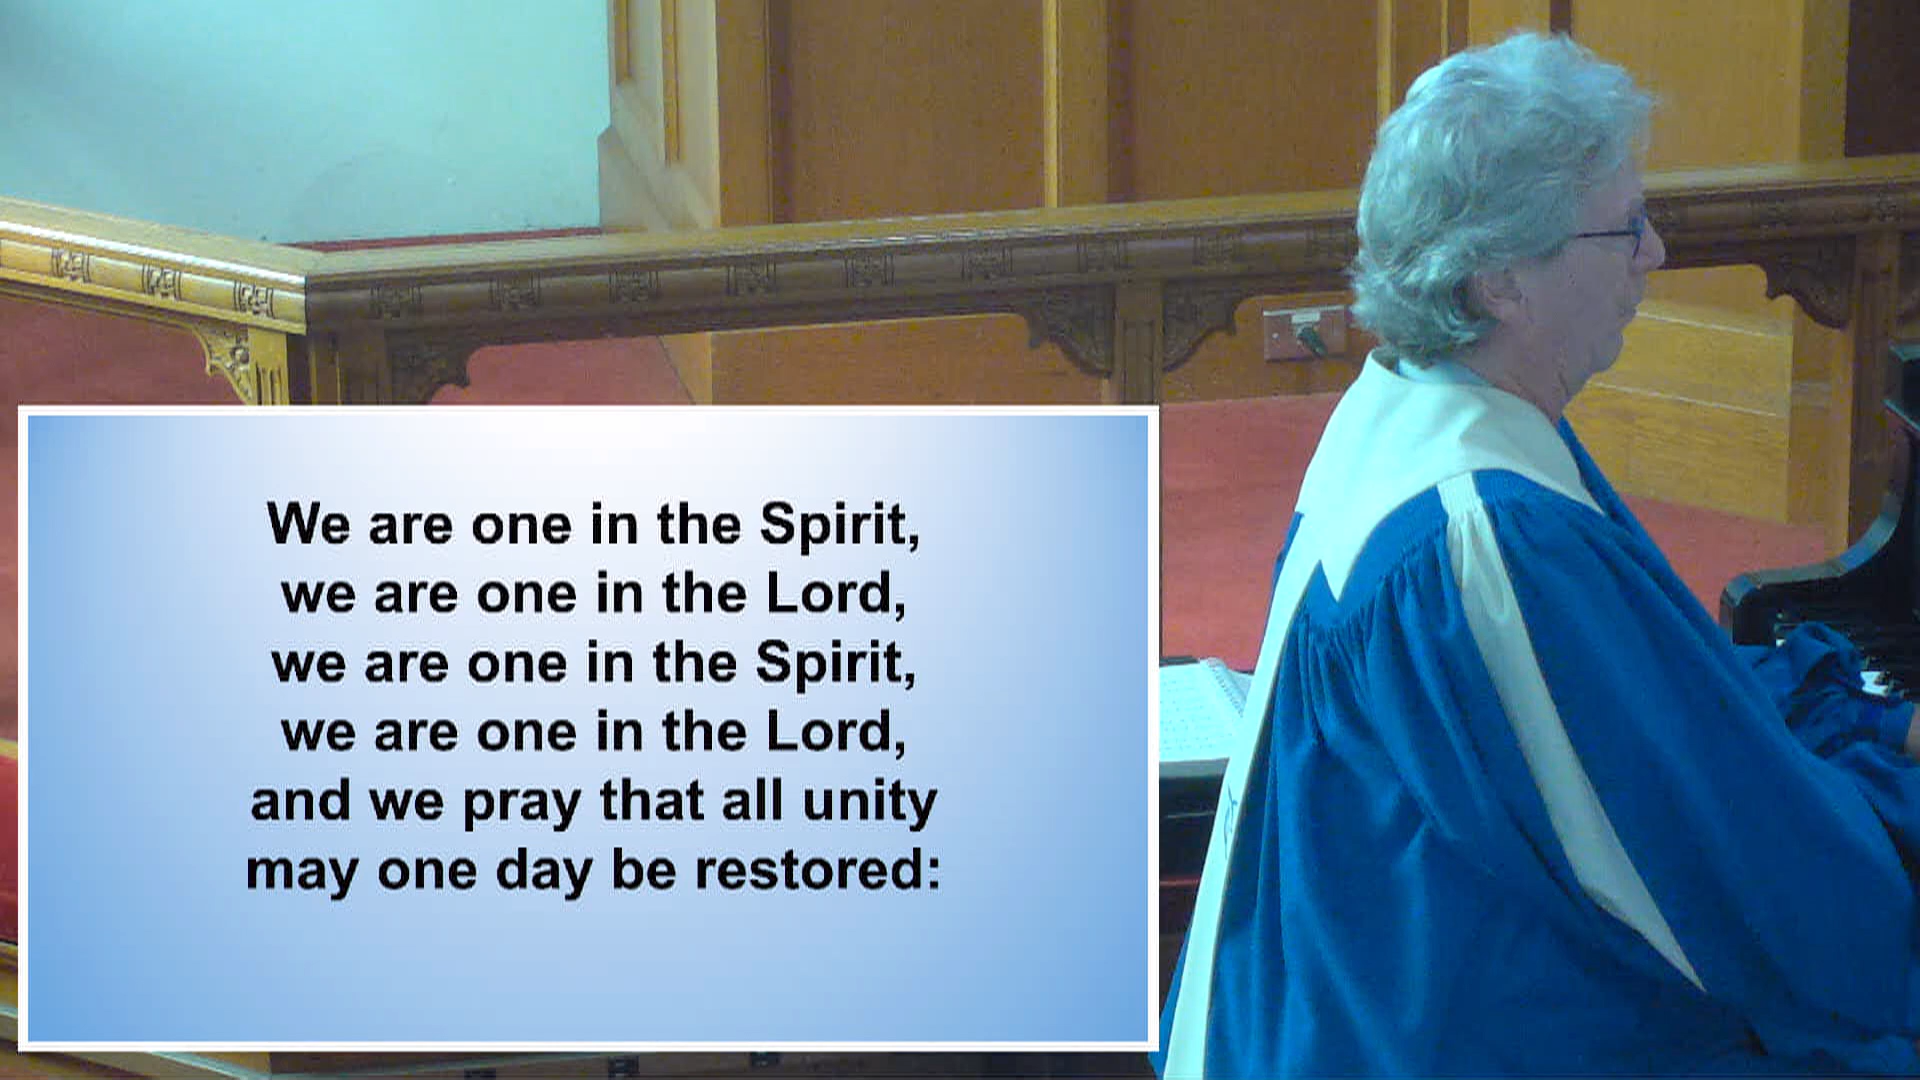 We are one in the Spirit,
we are one in the Lord,
we are one in the Spirit,
we are one in the Lord,
and we pray that all unity
may one day be restored: